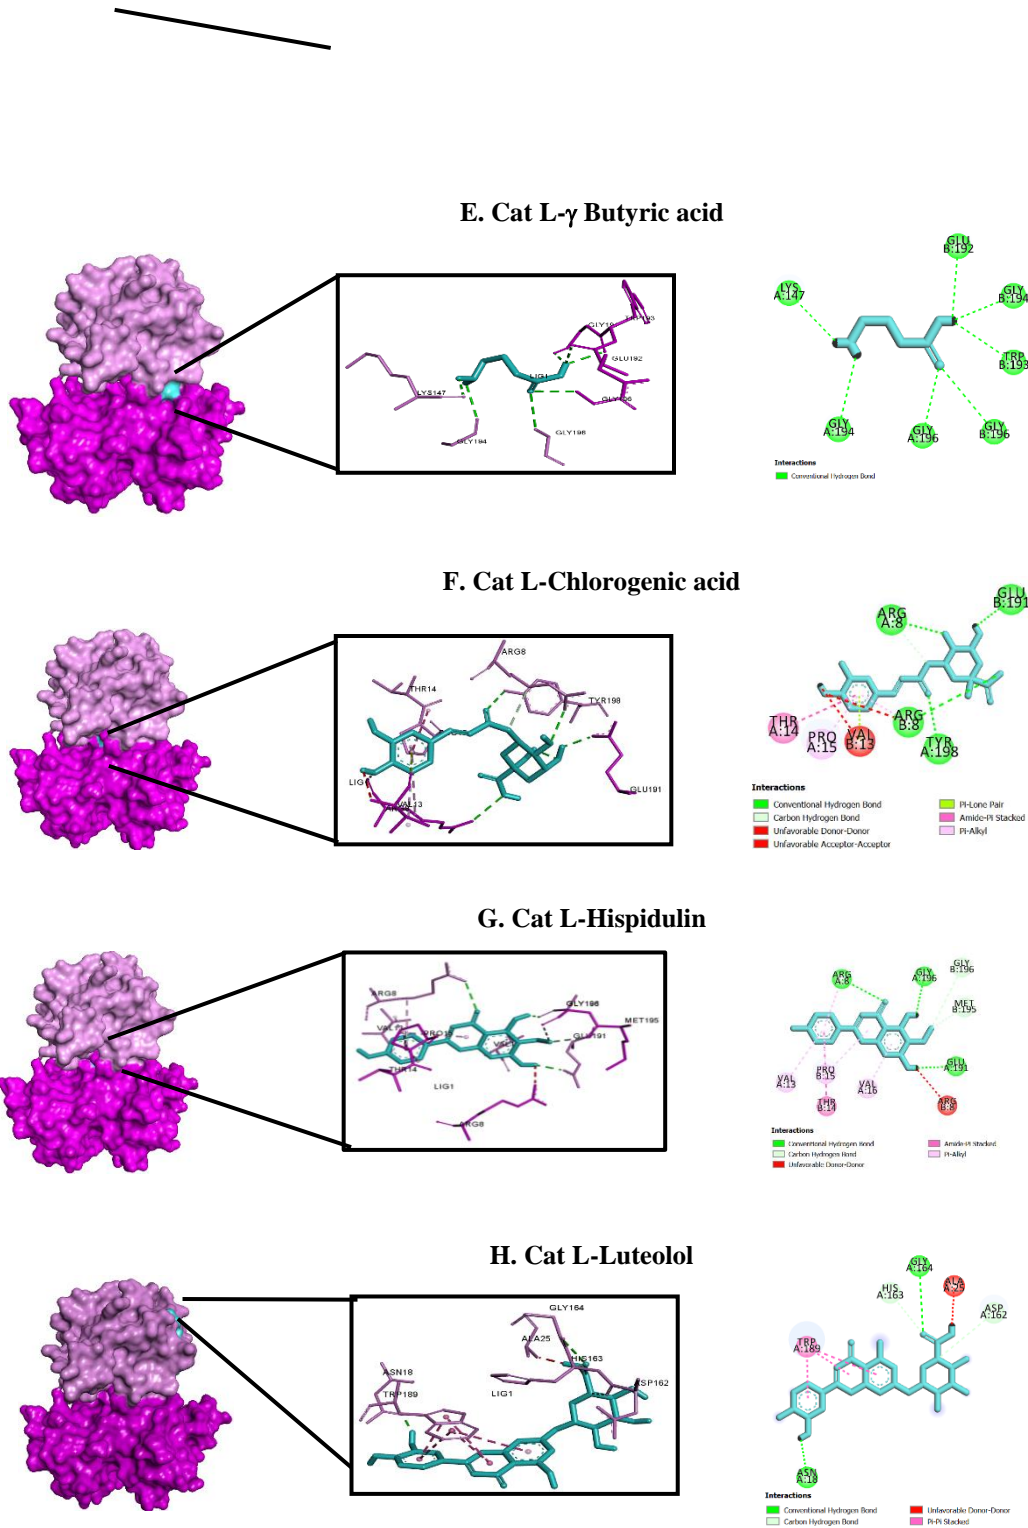 E. Cat L-γ Butyric acid
GLU
B:192
LYS
A:147
GLY
B:194
TRP
B:193
GLY
A:194
GLY
A:196
GLY
B:196
GLU192
LIG1
LYS147
GLY194
GLY196
Interactions
Conventional Hydrogen Bond
F. Cat L-Chlorogenic acid
GLU
B:191
ARG
A:8
THR
A:14
PRO
A:15
VAL
B:13
ARG
B:8
TYR
A:198
ARG8
THR14
TYR198
VAL13
GLU191
Interactions
Conventional Hydrogen Bond
Carbon Hydrogen Bond
Unfavorable Donor-Donor
Unfavorable Acceptor-Acceptor
Pi-Lone Pair
Amide-Pi Stacked
Pi-Alkyl
G. Cat L-Hispidulin
ARG
A:8
GLY
A:196
GLY
B:196
MET
B:195
VAL
A:13
PRO
B:15
VAL
A:16
GLU
A:191
THR
B:14
ARG
B:8
ARG8
GLY196
MET195
GLU191
THR14
LIG1
ARG8
Interactions
Conventional Hydrogen Bond
Carbon Hydrogen Bond
Unfavorable Donor-Donor
Amide-Pi Stacked
Pi-Alkyl
H. Cat L-Luteolol
GLY
A:164
HIS
A:163
ALA
A:25
ASP
A:162
TRP
A:189
ASN
A:18
GLY164
ALA25
HIS163
ASN18
TRP189
LIG1
ASP162
Interactions
Conventional Hydrogen Bond
Carbon Hydrogen Bond
Unfavorable Donor-Donor
Pi-Pi Stacked